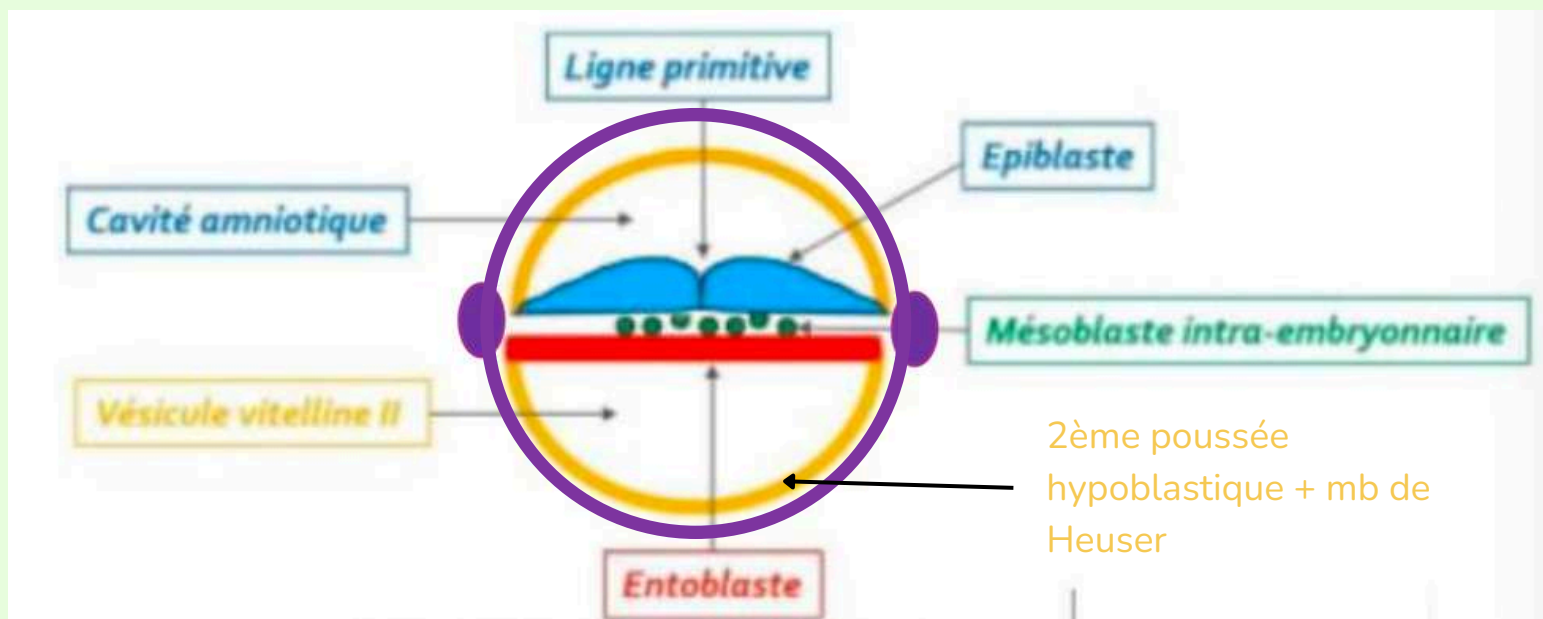 Ligne primitive
Epiblaste
Cavité amniotique
Mésoblaste intra-embryonnaire
Vésicule vitelline II
2ème poussée
hypoblastique + mb de
Heuser
Entoblaste